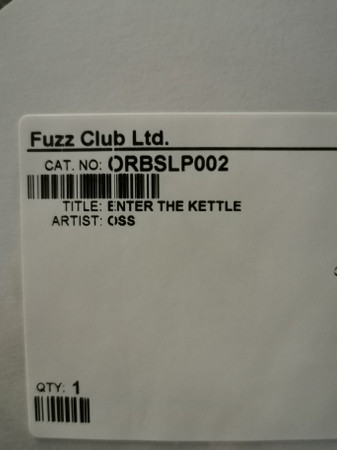 Fuzz Club Ltd.
CAT. NO: ORBSLP002
TITLE: ENTER THE KETTLE
ARTIST: OSS
QTY: 1